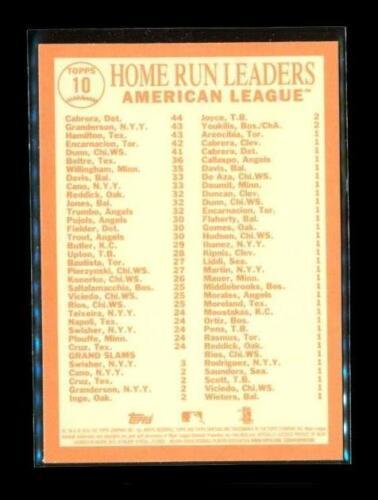 TOPPS
10
HOME RUN LEADERS
AMERICAN LEAGUE™
Cabrera, Det. 44
Granderson, N.Y.Y. 43
Hamilton, Tex. 43
Encarnacion, Tor. 42
Dunn, Chi.WS. 41
Beltre, Tex. 36
Willingham, Minn. 35
Davis, Bal. 33
Cano, N.Y.Y. 33
Reddick, Oak. 32
Jones, Bal. 32
Trumbo, Angels 32
Pujols, Angels 30
Fielder, Det. 30
Trout, Angels 30
Butler, K.C. 29
Upton, T.B. 28
Bautista, Tor. 27
Pierzynski, Chi.WS. 27
Konerko, Chi.WS. 26
Saltalamacchia, Bos. 25
Viciedo, Chi.WS. 25
Rios, Chi.WS. 25
Teixeira, N.Y.Y. 24
Napoli, Tex. 24
Swisher, N.Y.Y. 24
Plouffe, Minn. 24
Cruz, Tex. 24
GRAND SLAMS
Swisher, N.Y.Y. 3
Cano, N.Y.Y. 2
Cruz, Tex. 2
Granderson, N.Y.Y. 2
Inge, Oak. 2
Joyce, T.B. 2
Youkilis, Bos./ChA. 2
Arencibia, Tor. 1
Cabrera, Clev. 1
Cabrera, Det. 1
Callaspo, Angels 1
Davis, Bal. 1
De Aza, Chi.WS. 1
Doumit, Minn. 1
Duncan, Clev. 1
Dunn, Chi.WS. 1
Encarnacion, Tor. 1
Flaherty, Bal. 1
Gomes, Oak. 1
Hudson, Chi.WS. 1
Ibanez, N.Y.Y. 1
Kipnis, Clev. 1
Liddi, Sea. 1
Martin, N.Y.Y. 1
Mauer, Minn. 1
Middlebrooks, Bos. 1
Morales, Angels 1
Moreland, Tex. 1
Moustakas, K.C. 1
Ortiz, Bos. 1
Pena, T.B. 1
Rasmus, Tor. 1
Reddick, Oak. 1
Rios, Chi.WS. 1
Rodriguez, N.Y.Y. 1
Saunders, Sea. 1
Scott, T.B. 1
Viciedo, Chi.WS. 1
Wieters, Bal. 1
Topps